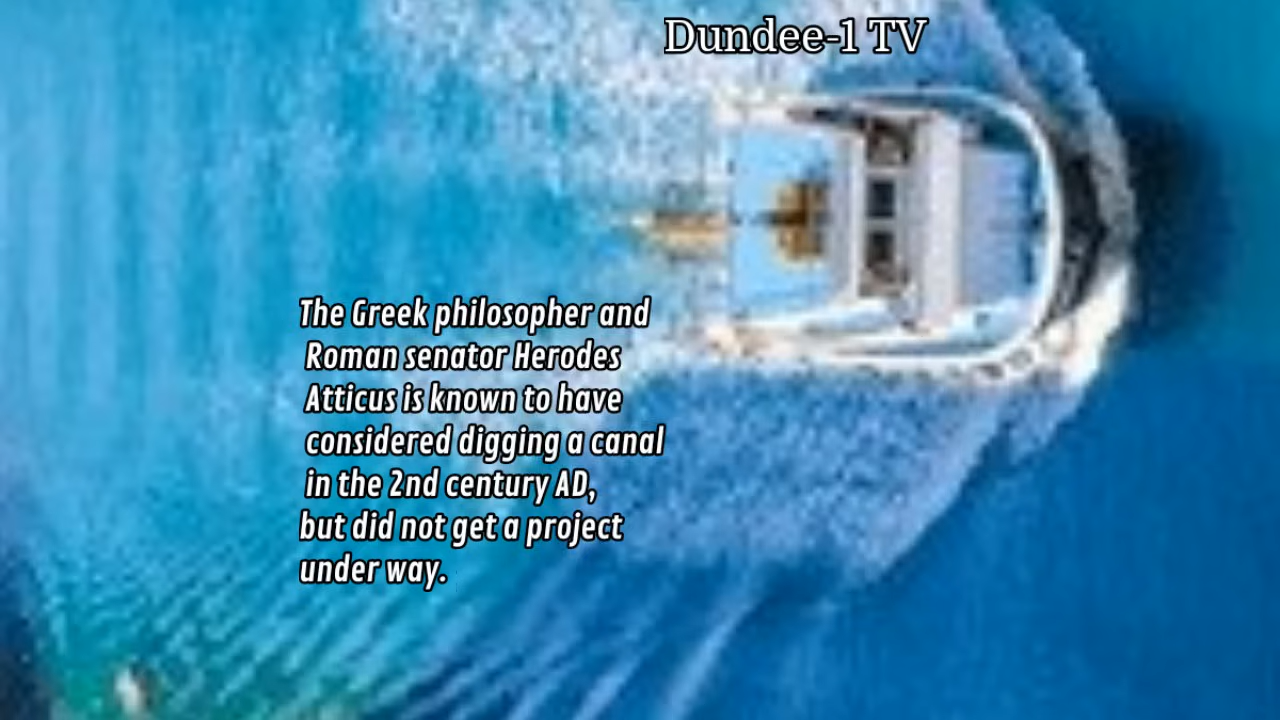 Dundee-1 TV
The Greek philosopher and
Roman senator Herodes
Atticus is known to have
considered digging a canal
in the 2nd century AD,
but did not get a project
under way.